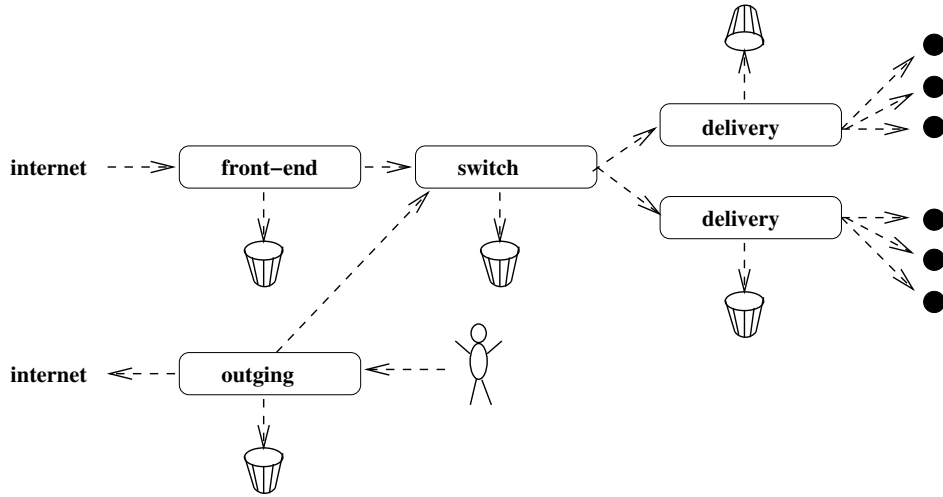 delivery
internet
front-end
switch
delivery
internet
outging